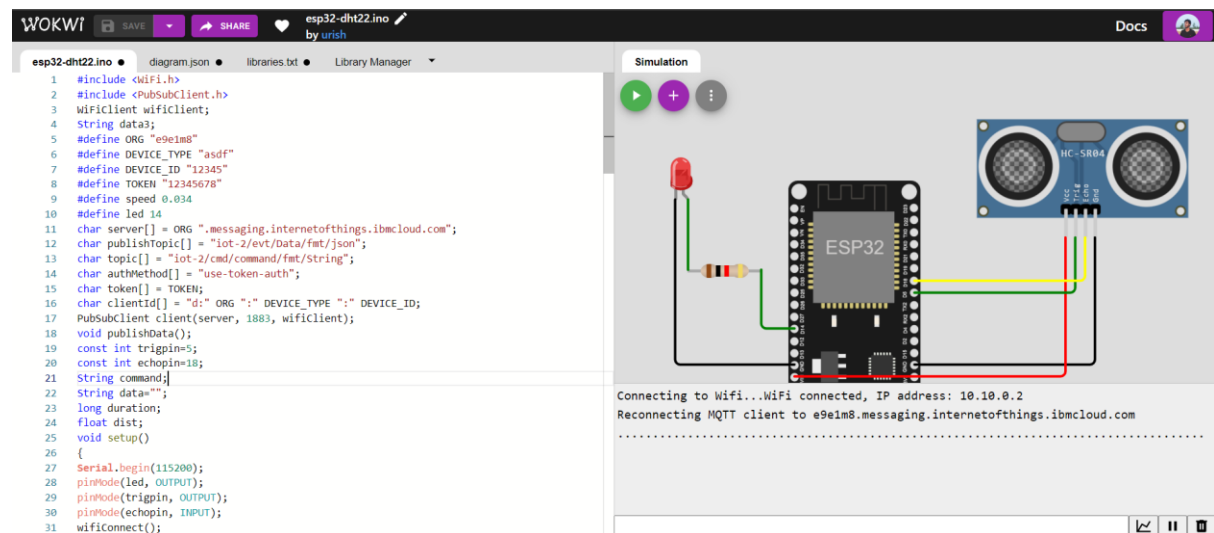 WOKWI
SAVE
SHARE
esp32-dht22.ino
by urish
Docs
esp32-dht22.ino ●
diagram.json ●
libraries.txt ●
Library Manager
1 #include <WiFi.h>
2 #include <PubSubClient.h>
3 WiFiClient wifiClient;
4 String data3;
5 #define ORG "e9e1m8"
6 #define DEVICE_TYPE "asdf"
7 #define DEVICE_ID "12345"
8 #define TOKEN "12345678"
9 #define speed 0.034
10 #define led 14
11 char server[] = ORG ".messaging.internetofthings.ibmcloud.com";
12 char publishTopic[] = "iot-2/evt/Data/fmt/json";
13 char topic[] = "iot-2/cmd/command/fmt/String";
14 char authMethod[] = "use-token-auth";
15 char token[] = TOKEN;
16 char clientId[] = "d:" ORG ":" DEVICE_TYPE ":" DEVICE_ID;
17 PubSubClient client(server, 1883, wifiClient);
18 void publishData();
19 const int trigpin=5;
20 const int echopin=18;
21 String command;
22 String data="";
23 long duration;
24 float dist;
25 void setup()
26 {
27 Serial.begin(115200);
28 pinMode(led, OUTPUT);
29 pinMode(trigpin, OUTPUT);
30 pinMode(echopin, INPUT);
31 wifiConnect();
Simulation
HC-SR04
Vcc
Trig
Echo
Gnd
ESP32
Connecting to Wifi...WiFi connected, IP address: 10.10.0.2
Reconnecting MQTT client to e9e1m8.messaging.internetofthings.ibmcloud.com
....................................................................................